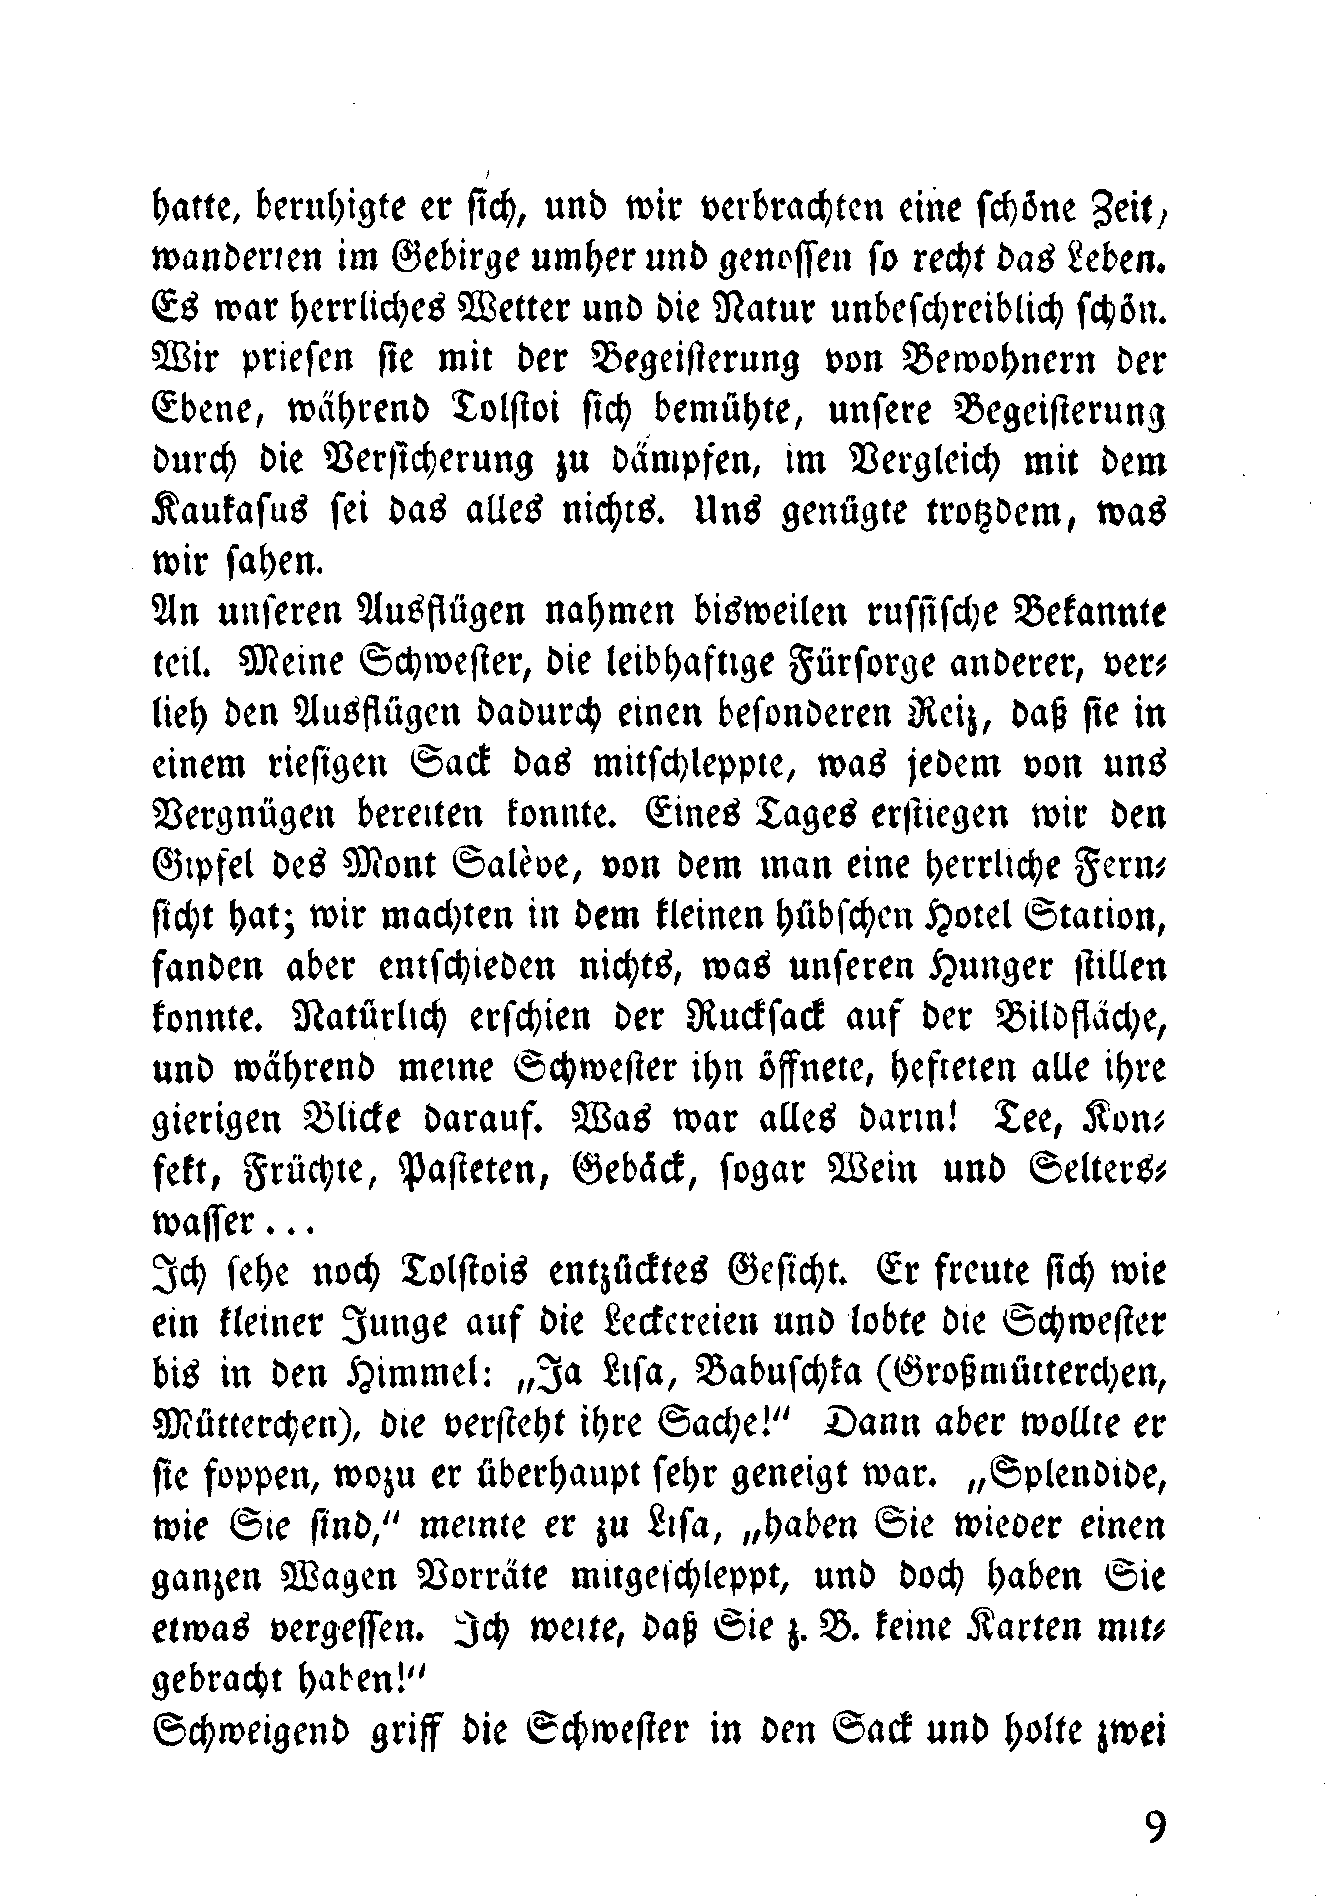 hatte, beruhigte er sich, und wir verbrachten eine schöne Zeit,
wanderten im Gebirge umher und genossen so recht das Leben.
Es war herrliches Wetter und die Natur unbeschreiblich schön.
Wir priesen sie mit der Begeisterung von Bewohnern der
Ebene, während Tolstoi sich bemühte, unsere Begeisterung
durch die Versicherung zu dämpfen, im Vergleich mit dem
Kaukasus sei das alles nichts. Uns genügte trotzdem, was
wir sahen.
An unseren Ausflügen nahmen bisweilen russische Bekannte
teil. Meine Schwester, die leibhaftige Fürsorge anderer, ver-
lieh den Ausflügen dadurch einen besonderen Reiz, daß sie in
einem riesigen Sack das mitschleppte, was jedem von uns
Vergnügen bereiten konnte. Eines Tages erstiegen wir den
Gipfel des Mont Salève, von dem man eine herrliche Fern-
sicht hat; wir machten in dem kleinen hübschen Hotel Station,
fanden aber entschieden nichts, was unseren Hunger stillen
konnte. Natürlich erschien der Rucksack auf der Bildfläche,
und während meine Schwester ihn öffnete, hefteten alle ihre
gierigen Blicke darauf. Was war alles darin! Tee, Kon-
fekt, Früchte, Pasteten, Gebäck, sogar Wein und Selters-
wasser ...
Ich sehe noch Tolstois entzücktes Gesicht. Er freute sich wie
ein kleiner Junge auf die Leckereien und lobte die Schwester
bis in den Himmel: „Ja Lisa, Babuschka (Großmütterchen,
Mütterchen), die versteht ihre Sache!“ Dann aber wollte er
sie foppen, wozu er überhaupt sehr geneigt war. „Splendide,
wie Sie sind,“ meinte er zu Lisa, „haben Sie wieder einen
ganzen Wagen Vorräte mitgeschleppt, und doch haben Sie
etwas vergessen. Ich wette, daß Sie z. B. keine Karten mit-
gebracht haben!“
Schweigend griff die Schwester in den Sack und holte zwei
9